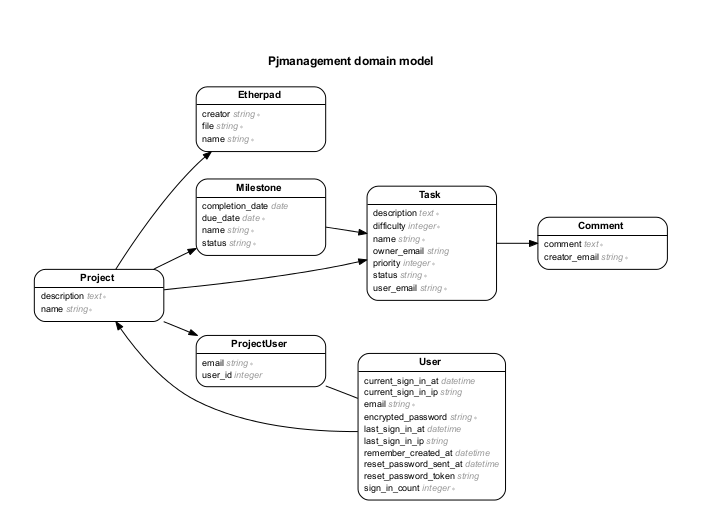 Pjmanagement domain model
Etherpad
creator string *
file string *
name string *
Milestone
completion_date date
due_date date *
name string *
status string *
Task
description text *
difficulty integer *
name string *
owner_email string
priority integer *
status string *
user_email string *
Comment
comment text *
creator_email string *
Project
description text *
name string *
ProjectUser
email string *
user_id integer
User
current_sign_in_at datetime
current_sign_in_ip string
email string *
encrypted_password string *
last_sign_in_at datetime
last_sign_in_ip string
remember_created_at datetime
reset_password_sent_at datetime
reset_password_token string
sign_in_count integer *